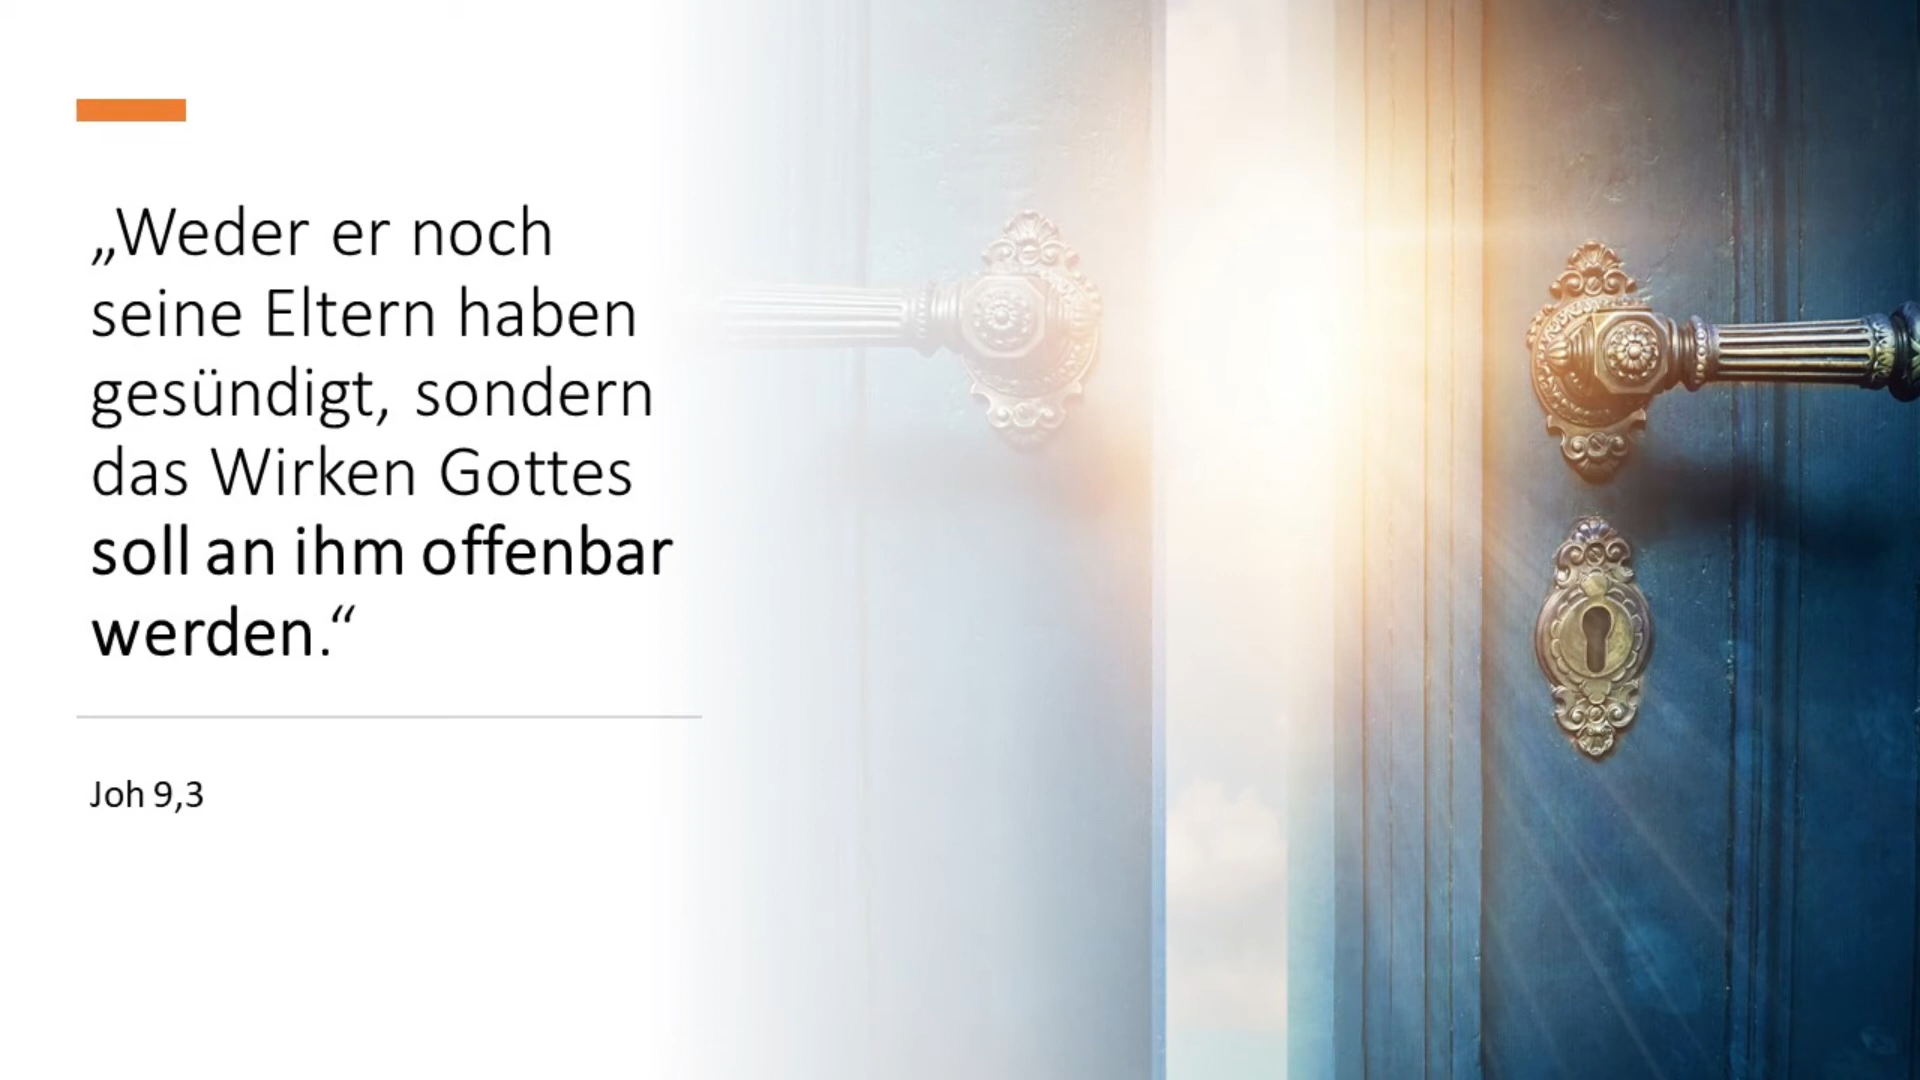 „Weder er noch
seine Eltern haben
gesündigt, sondern
das Wirken Gottes
soll an ihm offenbar
werden.“
Joh 9,3